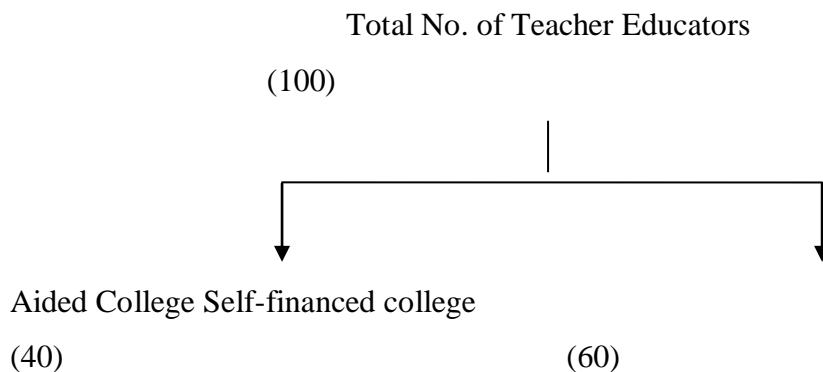 Total No. of Teacher Educators
(100)
Aided College Self-financed college
(40) (60)